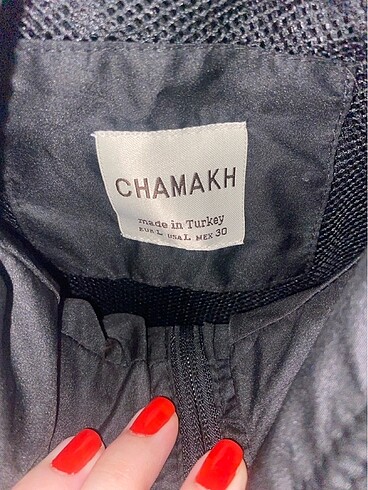 CHAMAKH
made in Turkey
EUR L USA L MEX 30